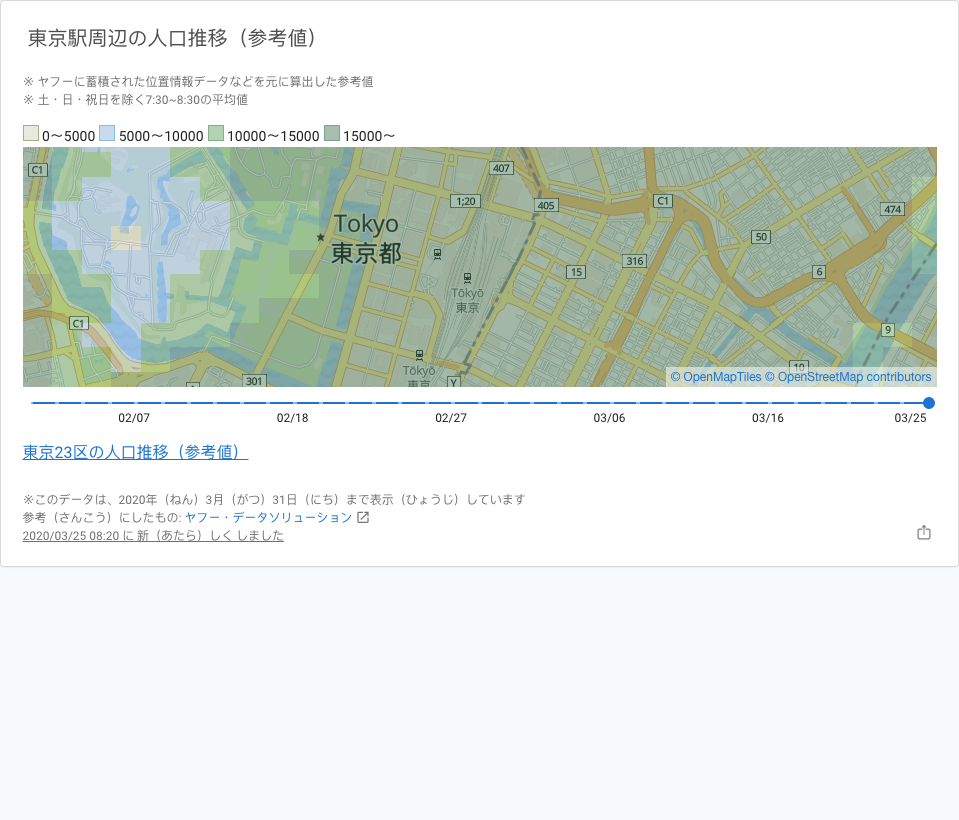 東京駅周辺の人口推移（参考値）
※ ヤフーに蓄積された位置情報データなどを元に算出した参考値
※ 土・日・祝日を除く7:30~8:30の平均値
0〜5000 5000〜10000 10000〜15000 15000〜
C1
407
1;20
405
C1
474
Tokyo
東京都
50
316
15
6
Tōkyō
東京
C1
9
10
Tōkyō
東京
301
Y
© OpenMapTiles © OpenStreetMap contributors
02/07 02/18 02/27 03/06 03/16 03/25
東京23区の人口推移（参考値）
※このデータは、2020年（ねん）3月（がつ）31日（にち）まで表示（ひょうじ）しています
参考（さんこう）にしたもの: ヤフー・データソリューション
2020/03/25 08:20 に 新（あたら）しく しました